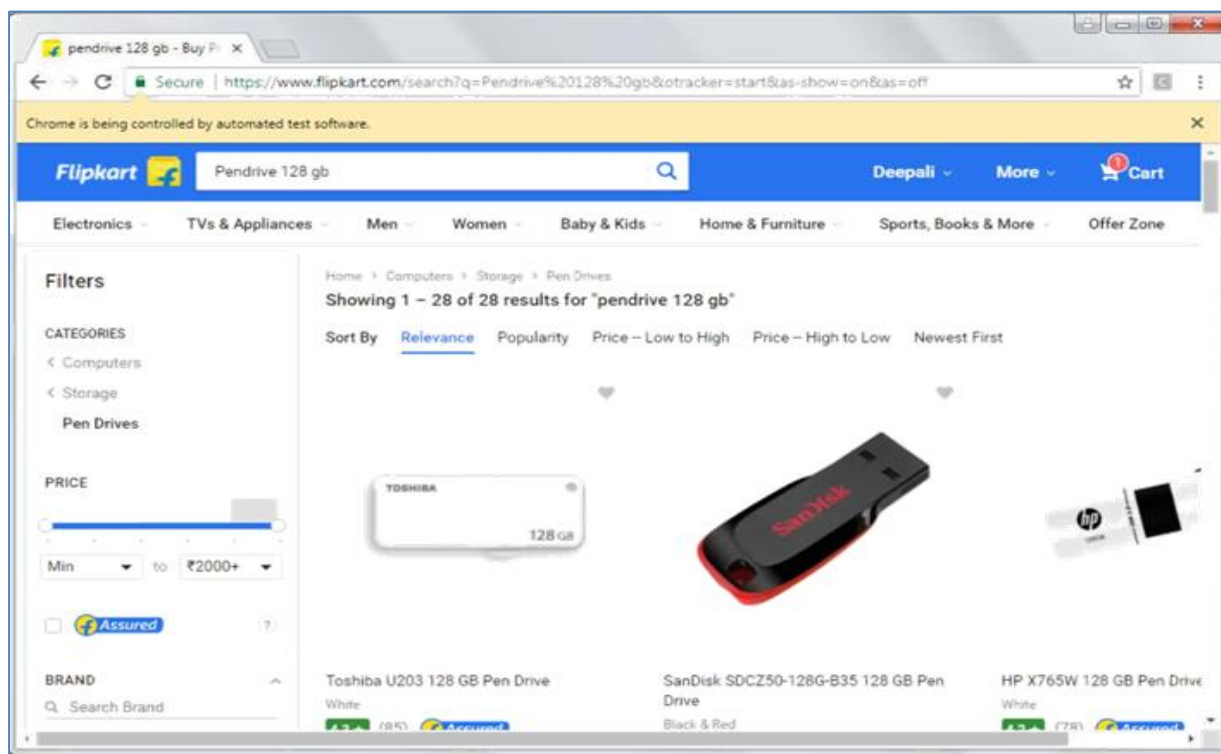 pendrive 128 gb - Buy P
Secure | https://www.flipkart.com/search?q=Pendrive%20128%20gb&otracker=start&as-show=on&as=off
Chrome is being controlled by automated test software.
Flipkart Pendrive 128 gb Deepali More 1 Cart
Electronics TVs & Appliances Men Women Baby & Kids Home & Furniture Sports, Books & More Offer Zone
Filters
CATEGORIES
< Computers
< Storage
Pen Drives
PRICE
Min to ₹2000+
Assured ?
BRAND
Search Brand
Home > Computers > Storage > Pen Drives
Showing 1 – 28 of 28 results for "pendrive 128 gb"
Sort By Relevance Popularity Price -- Low to High Price -- High to Low Newest First
TOSHIBA
128 GB
SanDisk
hp
Toshiba U203 128 GB Pen Drive
White
(85) Assured
SanDisk SDCZ50-128G-B35 128 GB Pen
Drive
Black & Red
HP X765W 128 GB Pen Drive
White
(78) Assured